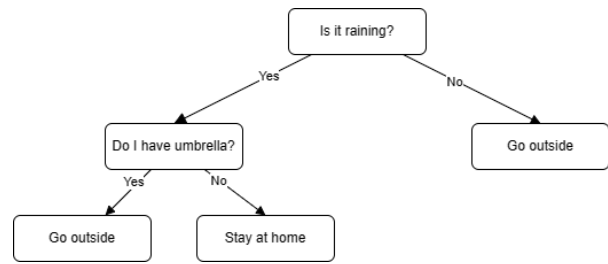 Is it raining?
Yes
No
Do I have umbrella?
Go outside
Yes
No
Go outside
Stay at home